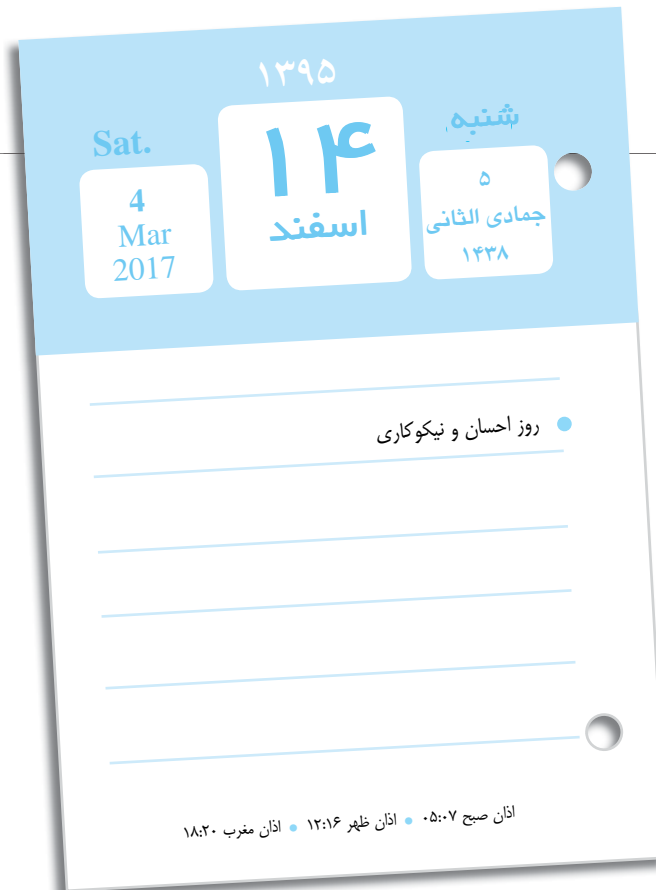 ۱۳۹۵
شنبه
۵
جمادی الثانی
۱۴۳۸
۱۴
اسفند
Sat.
4
Mar
2017
روز احسان و نیکوکاری
اذان صبح ۰۵:۰۷ • اذان ظهر ۱۲:۱۶ • اذان مغرب ۱۸:۲۰